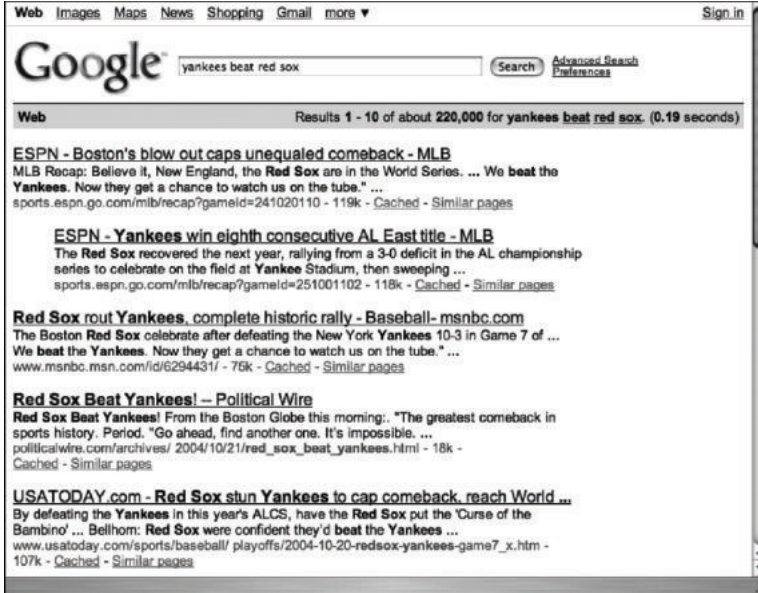 Web Images Maps News Shopping Gmail more ▼ Sign in
Google™ yankees beat red sox Search Advanced Search
Preferences
Web Results 1 - 10 of about 220,000 for yankees beat red sox. (0.19 seconds)
ESPN - Boston's blow out caps unequaled comeback - MLB
MLB Recap: Believe it, New England, the Red Sox are in the World Series. ... We beat the
Yankees. Now they get a chance to watch us on the tube." ...
sports.espn.go.com/mlb/recap?gameId=241020110 - 119k - Cached - Similar pages
ESPN - Yankees win eighth consecutive AL East title - MLB
The Red Sox recovered the next year, rallying from a 3-0 deficit in the AL championship
series to celebrate on the field at Yankee Stadium, then sweeping ...
sports.espn.go.com/mlb/recap?gameId=251001102 - 118k - Cached - Similar pages
Red Sox rout Yankees, complete historic rally - Baseball- msnbc.com
The Boston Red Sox celebrate after defeating the New York Yankees 10-3 in Game 7 of ...
We beat the Yankees. Now they get a chance to watch us on the tube." ...
www.msnbc.msn.com/id/6294431/ - 76k - Cached - Similar pages
Red Sox Beat Yankees! -- Political Wire
Red Sox Beat Yankees! From the Boston Globe this morning:. "The greatest comeback in
sports history. Period. "Go ahead, find another one. It's impossible. ...
politicalwire.com/archives/ 2004/10/21/red_sox_beat_yankees.html - 18k -
Cached - Similar pages
USATODAY.com - Red Sox stun Yankees to cap comeback, reach World ...
By defeating the Yankees in this year's ALCS, have the Red Sox put the 'Curse of the
Bambino' ... Bellhorn: Red Sox were confident they'd beat the Yankees ...
www.usatoday.com/sports/baseball/ playoffs/2004-10-20-redsox-yankees-game7_x.htm -
107k - Cached - Similar pages